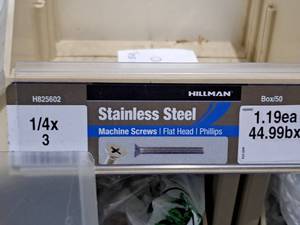 HILLMAN
H825602
Box/50
Stainless Steel
Machine Screws | Flat Head | Phillips
1/4x
3
1.19ea
44.99bx